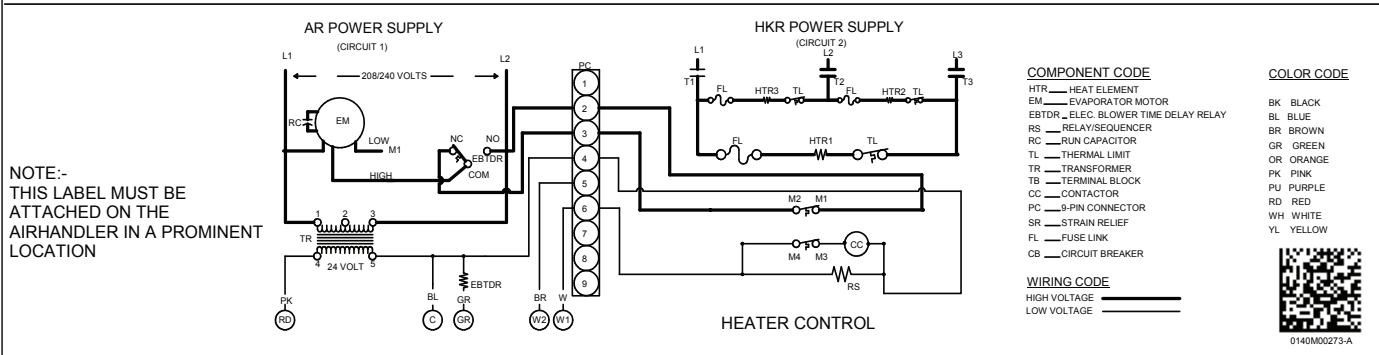 NOTE:-
THIS LABEL MUST BE
ATTACHED ON THE
AIRHANDLER IN A PROMINENT
LOCATION
AR POWER SUPPLY
(CIRCUIT 1)
L1
L2
208/240 VOLTS
RC
EM
LOW
M1
HIGH
NC
NO
EBTDR
COM
1
2
3
TR
4
24 VOLT
5
PK
RD
BL
C
EBTDR
GR
GR
BR
W2
W
W1
PC
1
2
3
4
5
6
7
8
9
HKR POWER SUPPLY
(CIRCUIT 2)
L1
L2
L3
T1
T2
T3
FL
HTR3
TL
FL
HTR2
TL
FL
HTR1
TL
M2
M1
M4
M3
CC
RS
HEATER CONTROL
COMPONENT CODE
HTR HEAT ELEMENT
EM EVAPORATOR MOTOR
EBTDR ELEC. BLOWER TIME DELAY RELAY
RS RELAY/SEQUENCER
RC RUN CAPACITOR
TL THERMAL LIMIT
TR TRANSFORMER
TB TERMINAL BLOCK
CC CONTACTOR
PC 9-PIN CONNECTOR
SR STRAIN RELIEF
FL FUSE LINK
CB CIRCUIT BREAKER
WIRING CODE
HIGH VOLTAGE
LOW VOLTAGE
COLOR CODE
BK BLACK
BL BLUE
BR BROWN
GR GREEN
OR ORANGE
PK PINK
PU PURPLE
RD RED
WH WHITE
YL YELLOW
0140M00273-A